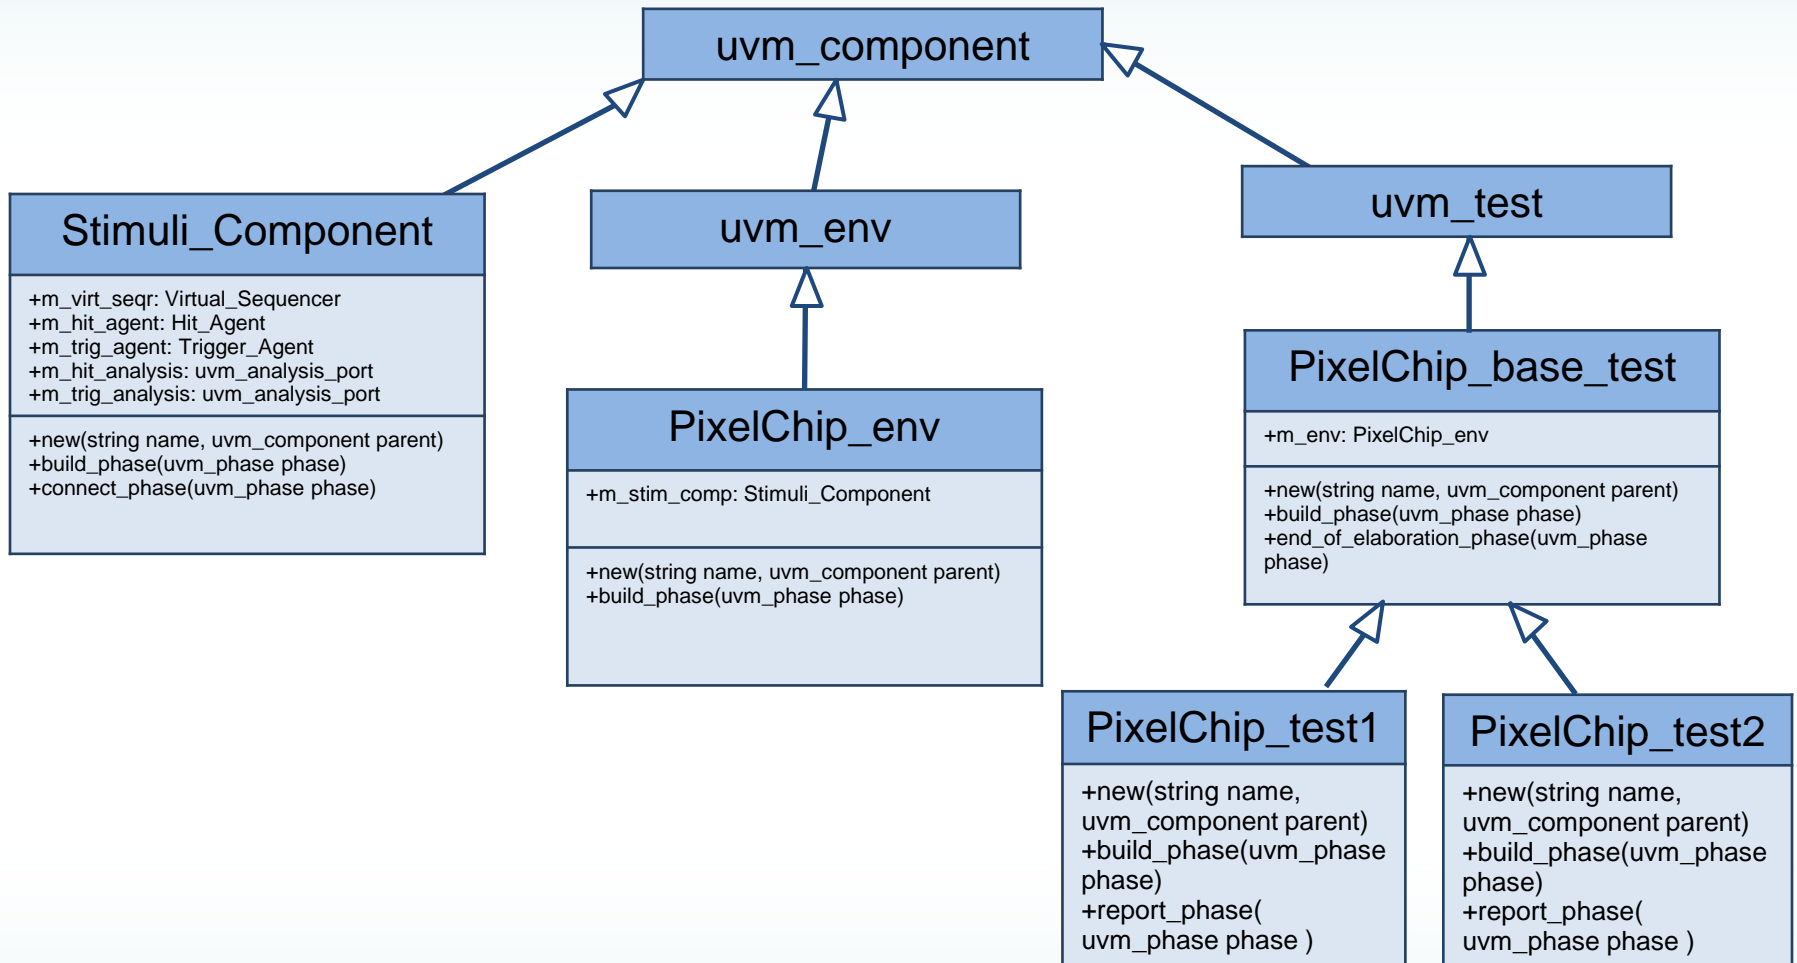 uvm_component
Stimuli_Component
+m_virt_seqr: Virtual_Sequencer
+m_hit_agent: Hit_Agent
+m_trig_agent: Trigger_Agent
+m_hit_analysis: uvm_analysis_port
+m_trig_analysis: uvm_analysis_port
+new(string name, uvm_component parent)
+build_phase(uvm_phase phase)
+connect_phase(uvm_phase phase)
uvm_env
PixelChip_env
+m_stim_comp: Stimuli_Component
+new(string name, uvm_component parent)
+build_phase(uvm_phase phase)
uvm_test
PixelChip_base_test
+m_env: PixelChip_env
+new(string name, uvm_component parent)
+build_phase(uvm_phase phase)
+end_of_elaboration_phase(uvm_phase
phase)
PixelChip_test1
+new(string name,
uvm_component parent)
+build_phase(uvm_phase
phase)
+report_phase(
uvm_phase phase )
PixelChip_test2
+new(string name,
uvm_component parent)
+build_phase(uvm_phase
phase)
+report_phase(
uvm_phase phase )